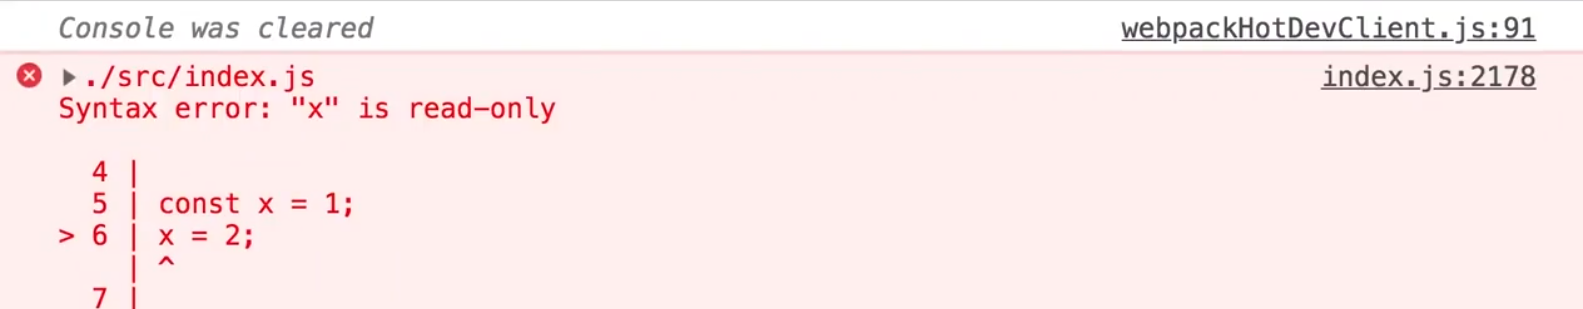 Console was cleared webpackHotDevClient.js:91
./src/index.js index.js:2178
Syntax error: "x" is read-only
4 |
5 | const x = 1;
> 6 | x = 2;
| ^
7 |